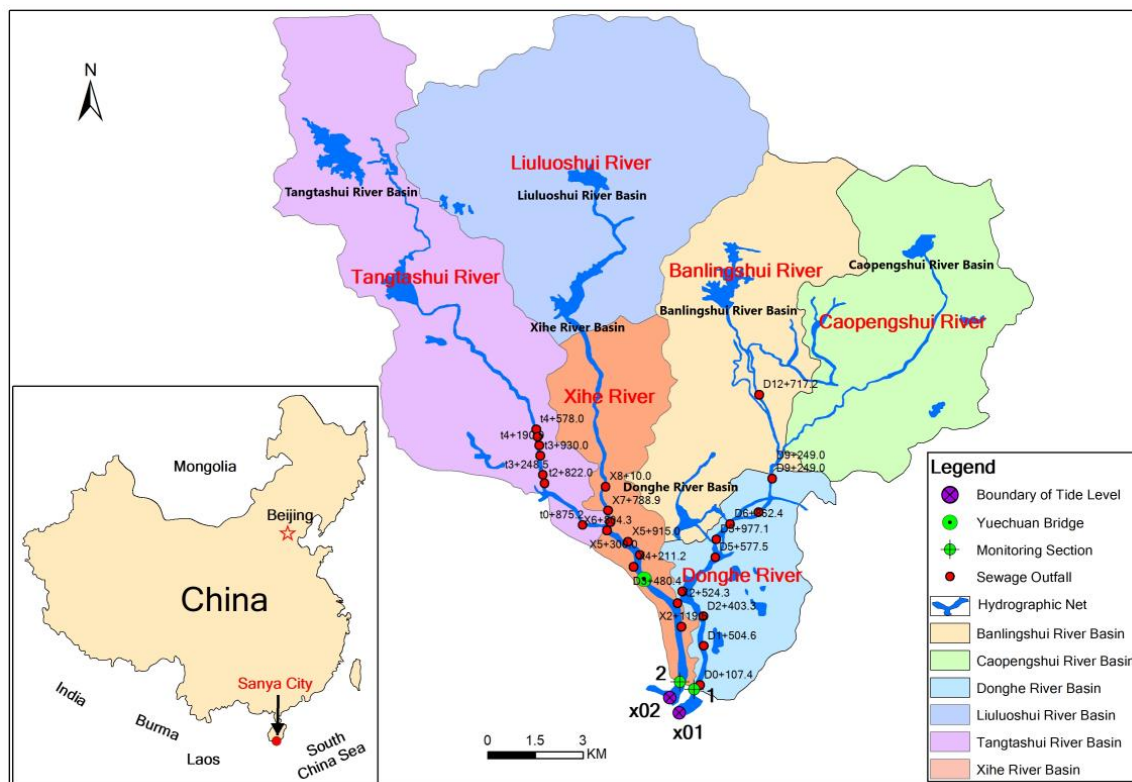 N
Liuluoshui River
Liuluoshui River Basin
Tangtashui River Basin
Tangtashui River
Banlingshui River
Banlingshui River Basin
Caopengshui River Basin
Caopengshui River
Xihe River Basin
Xihe River
D12+717.2
t4+578.0
t4+190.0
t3+930.0
t3+248.5
t2+822.0
t0+875.2
D9+249.0
D9+249.0
X8+10.0
Donghe River Basin
X7+788.9
X5+915.0
X5+300.0
D5+577.5
Donghe River
D3+480.4
D2+403.3
D1+504.6
D0+107.4
2
1
x02
x01
0 1.5 3
KM
Mongolia
Beijing
China
Sanya City
India
Burma
Laos
South
China Sea
Legend
Boundary of Tide Level
Yuechuan Bridge
Monitoring Section
Sewage Outfall
Hydrographic Net
Banlingshui River Basin
Caopengshui River Basin
Donghe River Basin
Liuluoshui River Basin
Tangtashui River Basin
Xihe River Basin